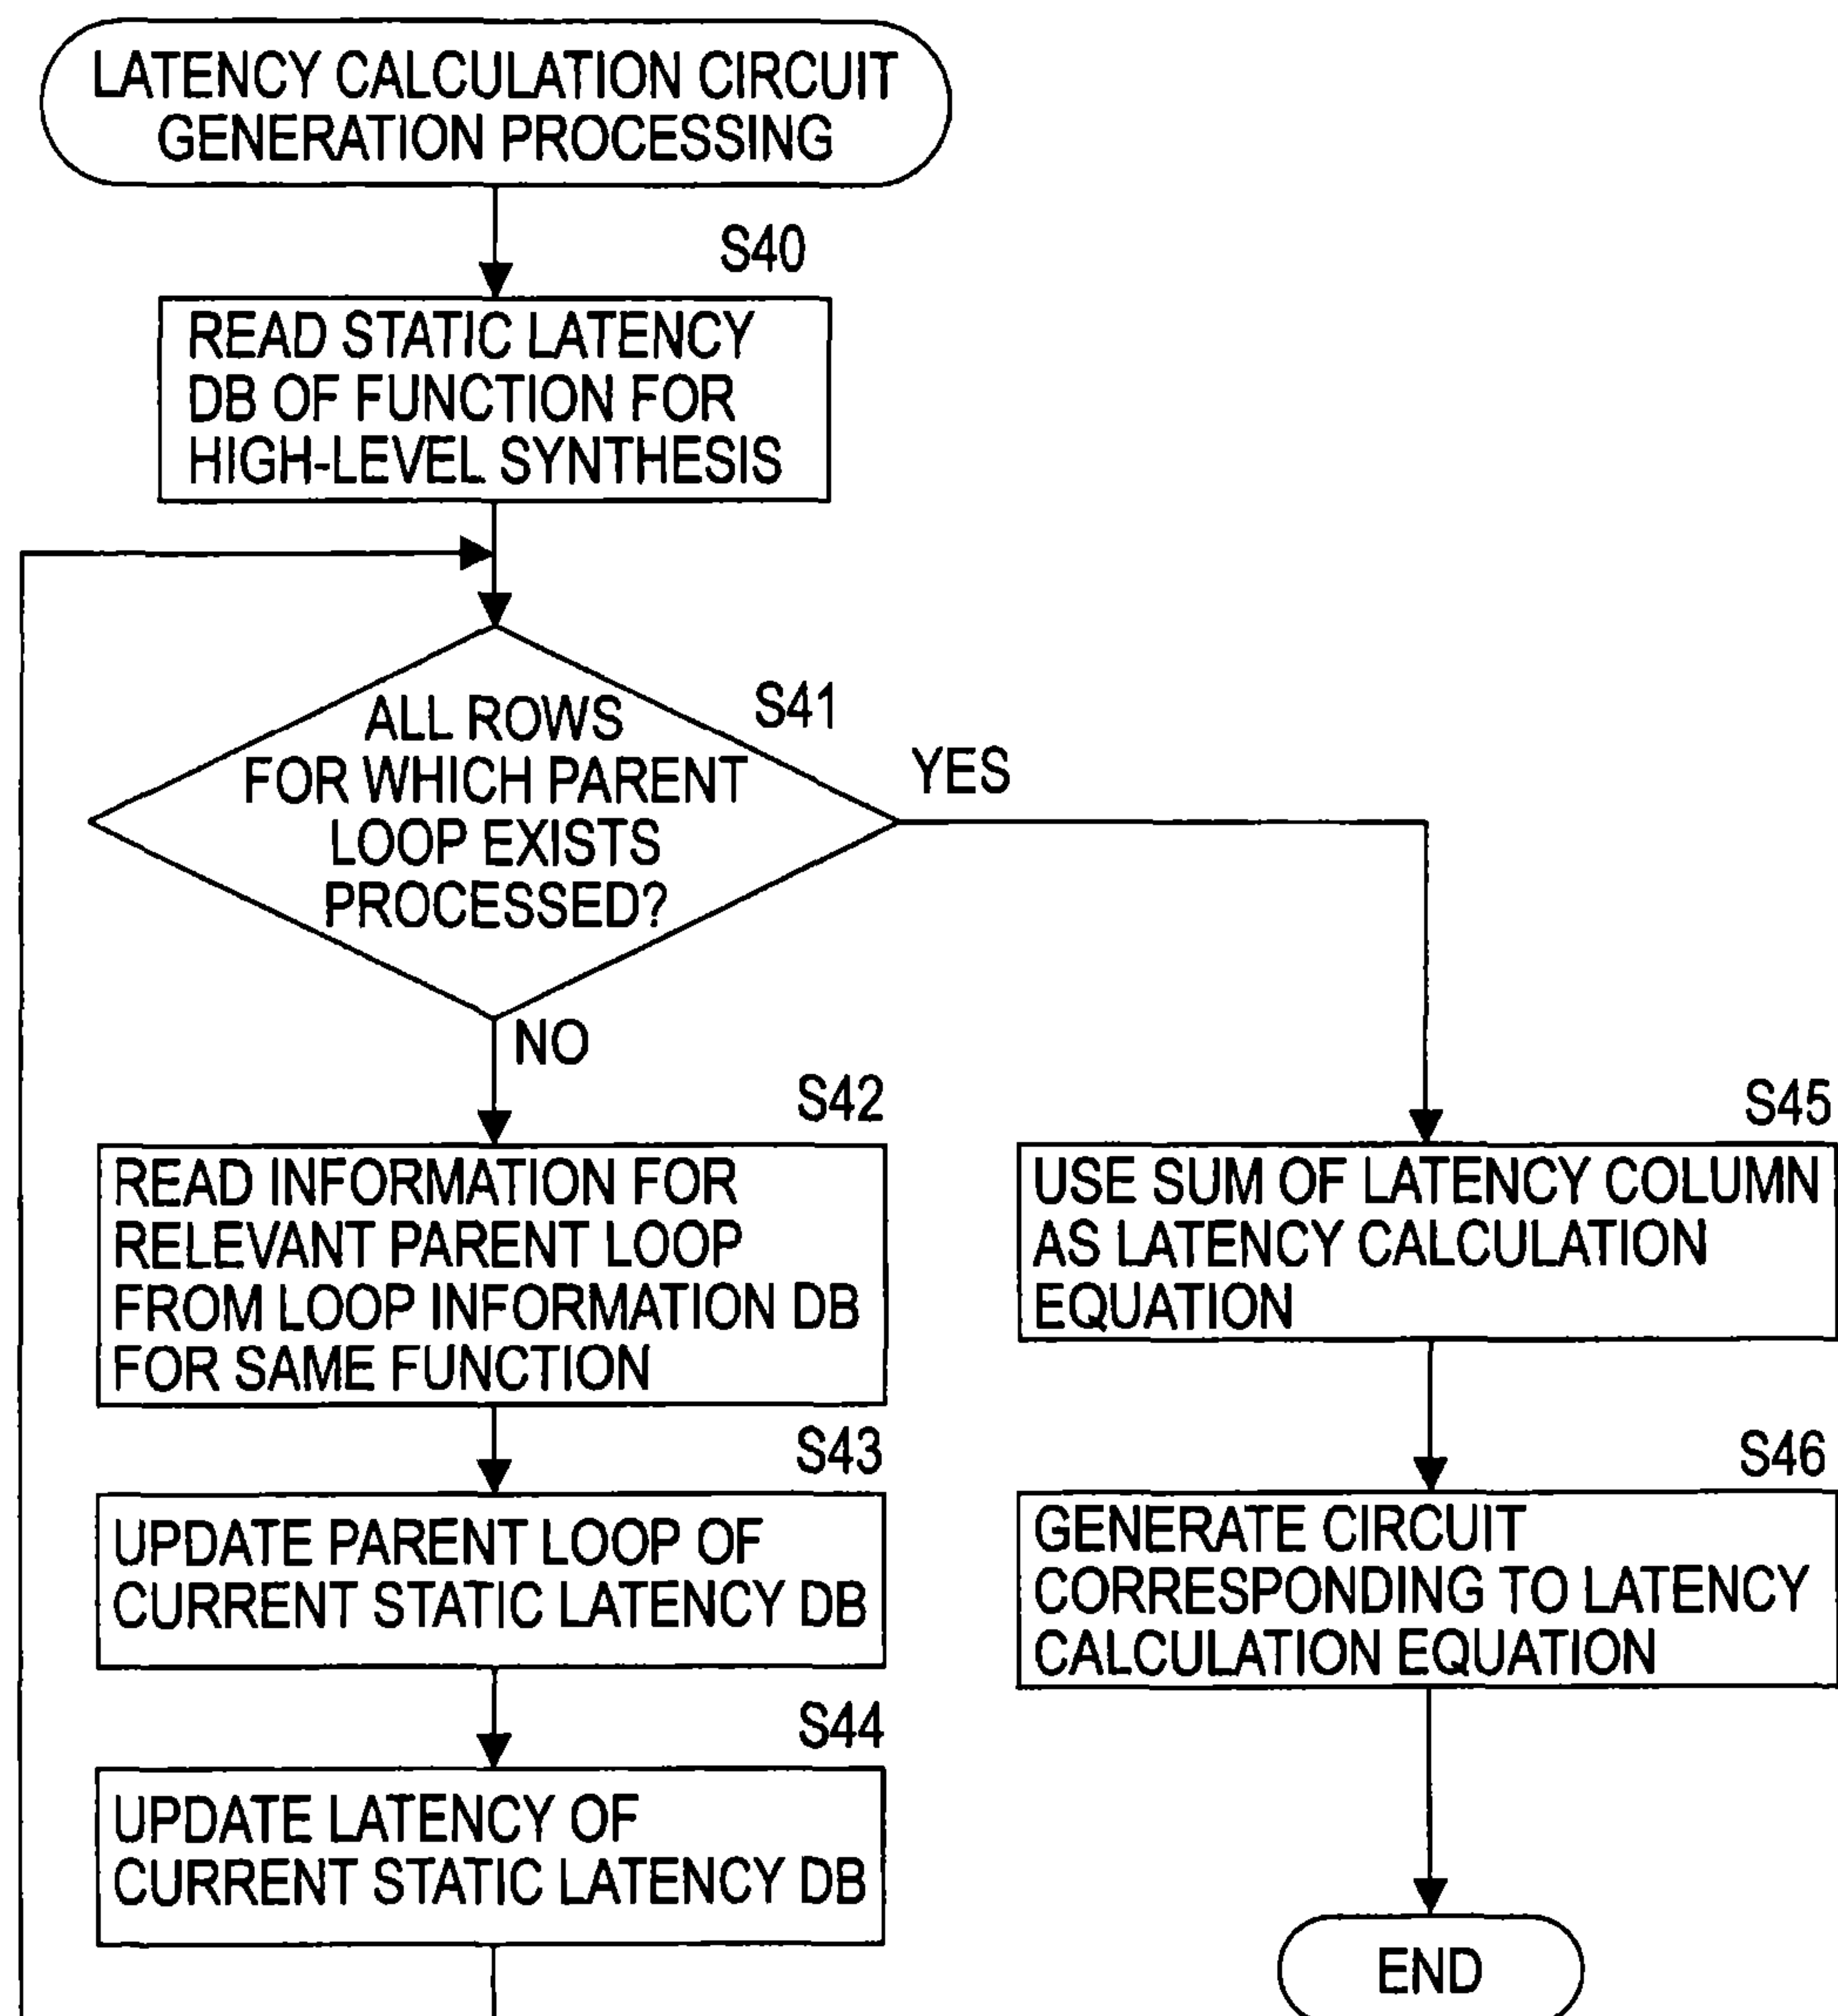 LATENCY CALCULATION CIRCUIT
GENERATION PROCESSING
S40
READ STATIC LATENCY
DB OF FUNCTION FOR
HIGH-LEVEL SYNTHESIS
S41
ALL ROWS
FOR WHICH PARENT
LOOP EXISTS
PROCESSED?
YES
NO
S42
READ INFORMATION FOR
RELEVANT PARENT LOOP
FROM LOOP INFORMATION DB
FOR SAME FUNCTION
S43
UPDATE PARENT LOOP OF
CURRENT STATIC LATENCY DB
S44
UPDATE LATENCY OF
CURRENT STATIC LATENCY DB
S45
USE SUM OF LATENCY COLUMN
AS LATENCY CALCULATION
EQUATION
S46
GENERATE CIRCUIT
CORRESPONDING TO LATENCY
CALCULATION EQUATION
END